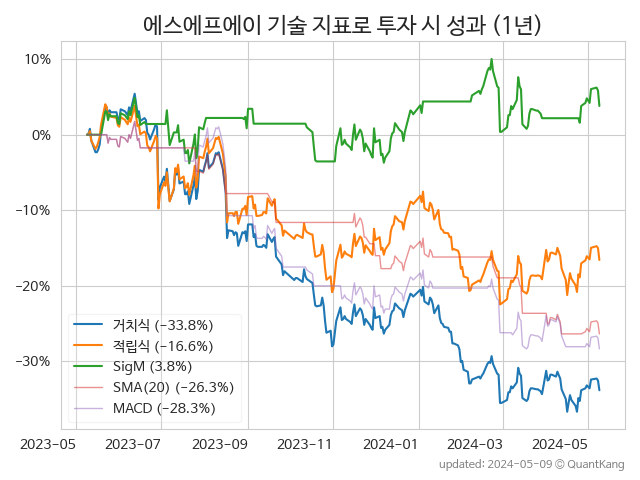 에스에프에이 기술 지표로 투자 시 성과 (1년)
10%
0%
−10%
−20%
−30%
거치식 (−33.8%)
적립식 (−16.6%)
SigM (3.8%)
SMA(20) (−26.3%)
MACD (−28.3%)
2023-05 2023-07 2023-09 2023-11 2024-01 2024-03 2024-05
updated: 2024-05-09 © QuantKang